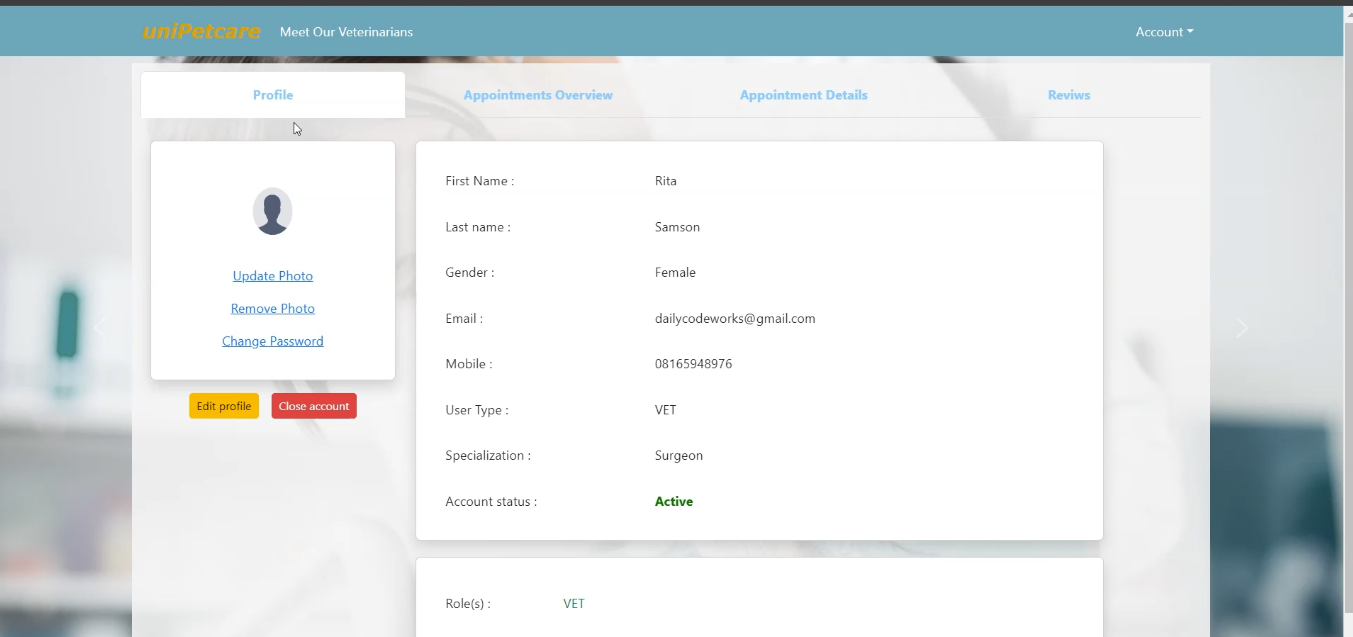 uniPetcare Meet Our Veterinarians Account
Profile Appointments Overview Appointment Details Reviws
Update Photo
Remove Photo
Change Password
Edit profile Close account
First Name : Rita
Last name : Samson
Gender : Female
Email : dailycodeworks@gmail.com
Mobile : 08165948976
User Type : VET
Specialization : Surgeon
Account status : Active
Role(s) : VET